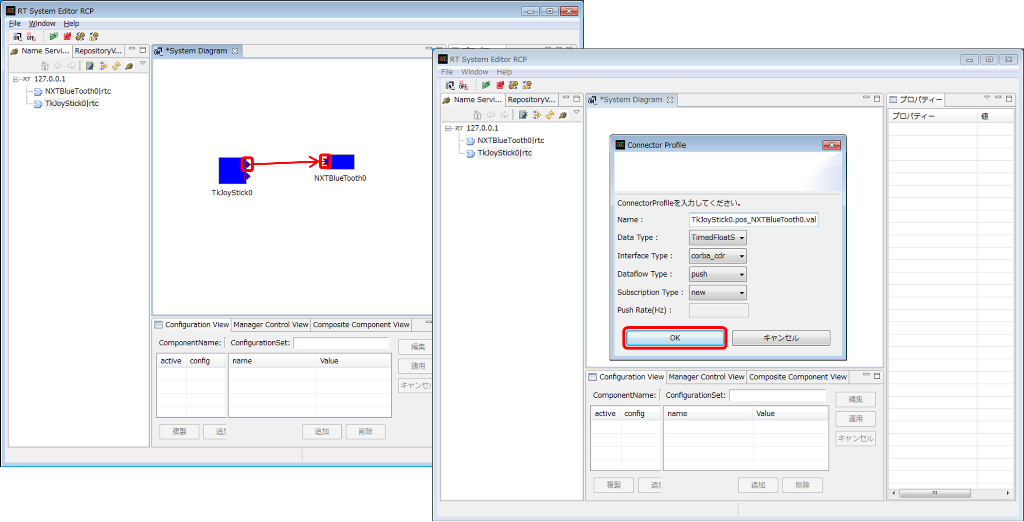 RT System Editor RCP
File Window Help
Name Servi... RepositoryV...
*System Diagram
RT 127.0.0.1
NXTBlueTooth0|rtc
TkJoyStick0|rtc
TkJoyStick0
NXTBlueTooth0
Configuration View Manager Control View Composite Component View
ComponentName: ConfigurationSet:
active config name Value
編集
適用
キャンセル
複製 追加 追加 削除
RT System Editor RCP
File Window Help
Name Servi... RepositoryV...
*System Diagram
プロパティー
プロパティー 値
RT 127.0.0.1
NXTBlueTooth0|rtc
TkJoyStick0|rtc
Connector Profile
ConnectorProfileを入力してください。
Name : TkJoyStick0.pos_NXTBlueTooth0.val
Data Type : TimedFloatS
Interface Type : corba_cdr
Dataflow Type : push
Subscription Type : new
Push Rate(Hz) :
OK キャンセル
Configuration View Manager Control View Composite Component View
ComponentName: ConfigurationSet:
active config name Value
編集
適用
キャンセル
複製 追加 追加 削除